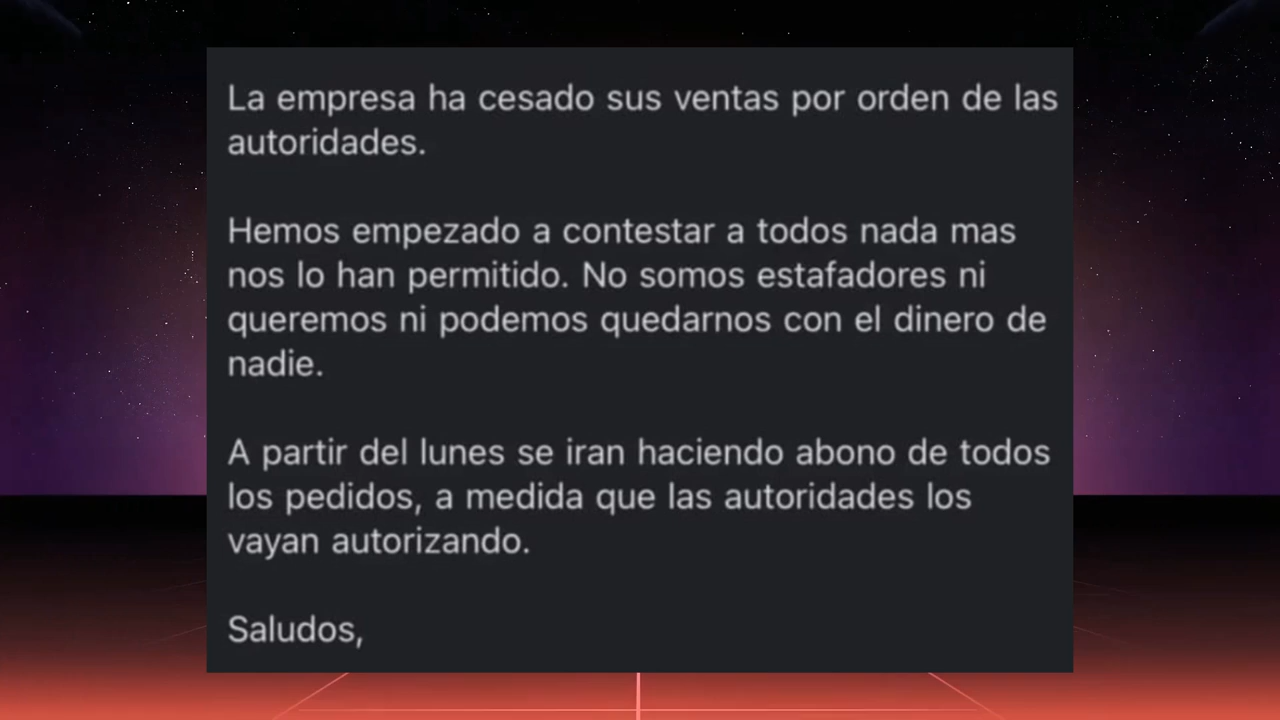 La empresa ha cesado sus ventas por orden de las
autoridades.
Hemos empezado a contestar a todos nada mas
nos lo han permitido. No somos estafadores ni
queremos ni podemos quedarnos con el dinero de
nadie.
A partir del lunes se iran haciendo abono de todos
los pedidos, a medida que las autoridades los
vayan autorizando.
Saludos,